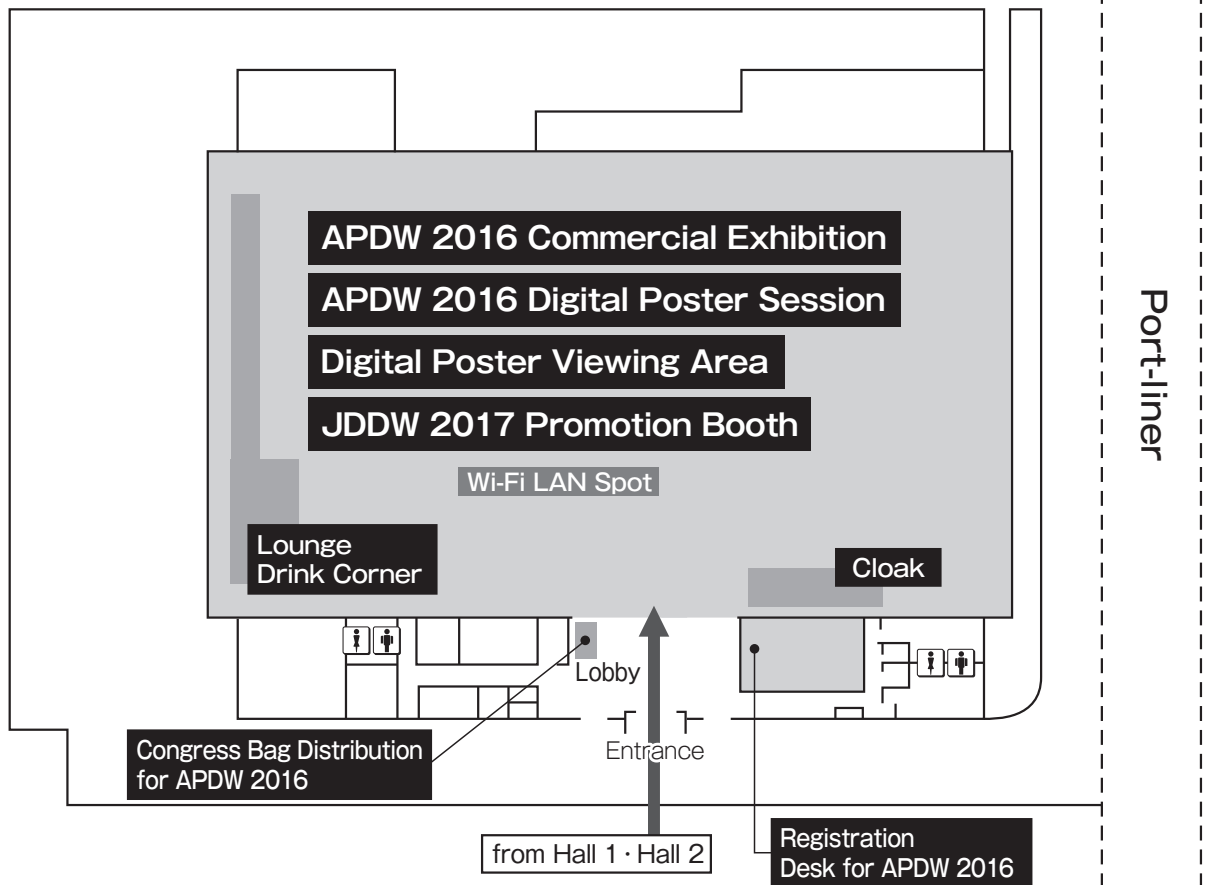 APDW 2016 Commercial Exhibition
APDW 2016 Digital Poster Session
Digital Poster Viewing Area
JDDW 2017 Promotion Booth
Wi-Fi LAN Spot
Lounge
Drink Corner
Cloak
Lobby
Entrance
Congress Bag Distribution
for APDW 2016
from Hall 1・Hall 2
Registration
Desk for APDW 2016
Port-liner